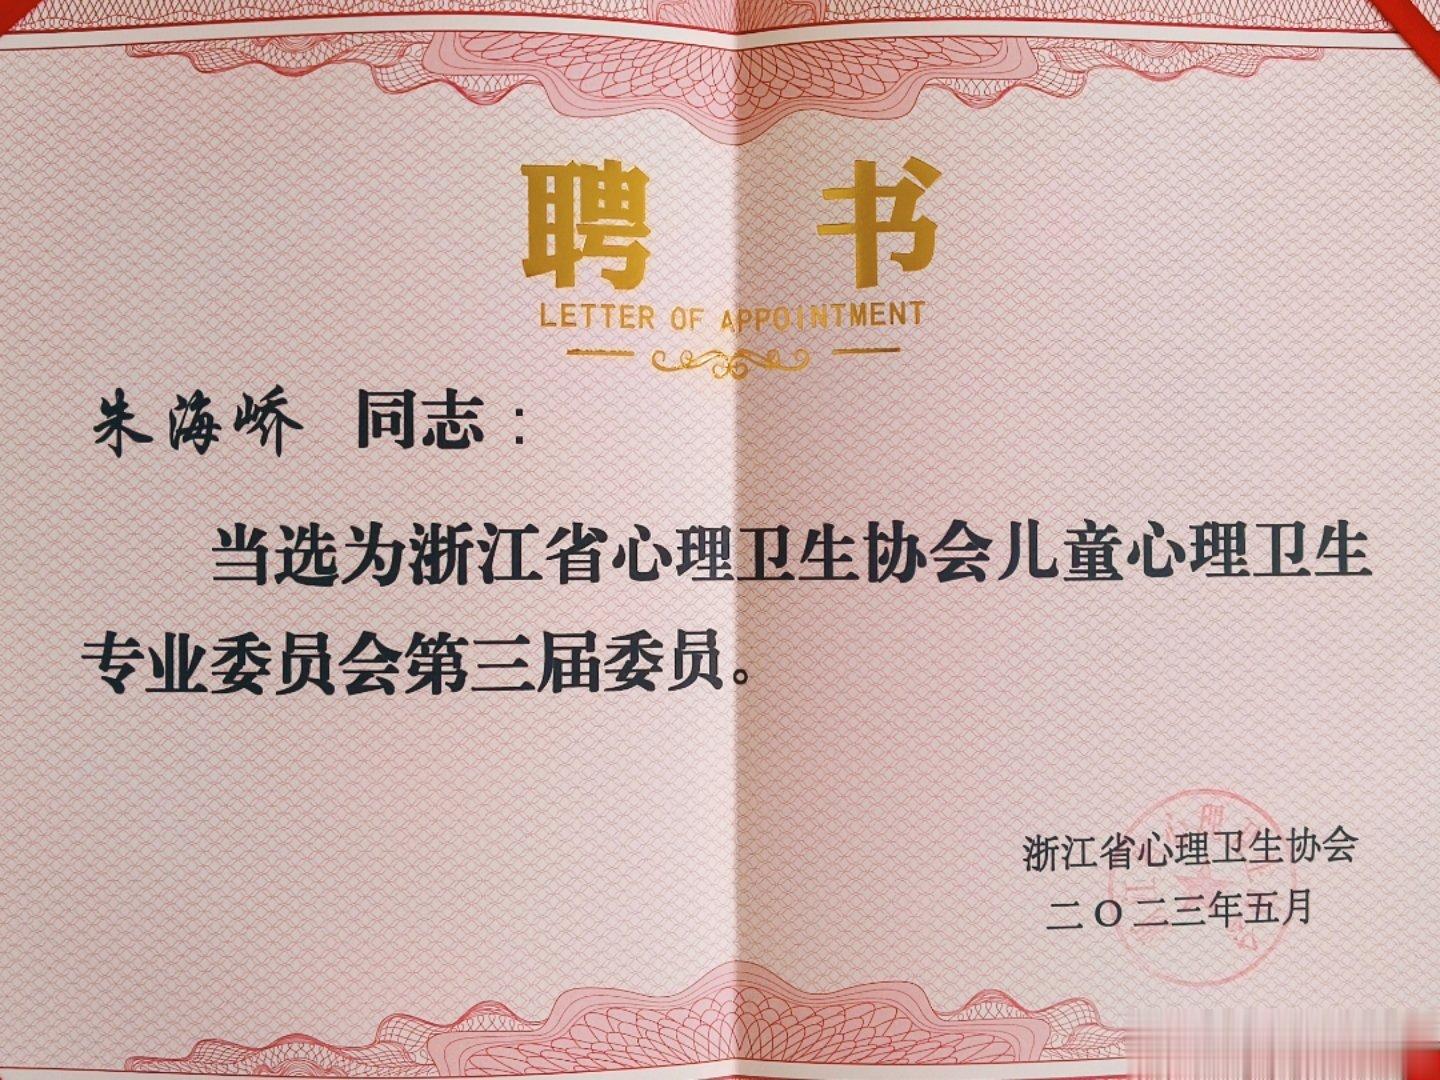 聘书
LETTER OF APPOINTMENT
朱海峤 同志：
当选为浙江省心理卫生协会儿童心理卫生
专业委员会第三届委员。
浙江省心理卫生协会
二〇二三年五月